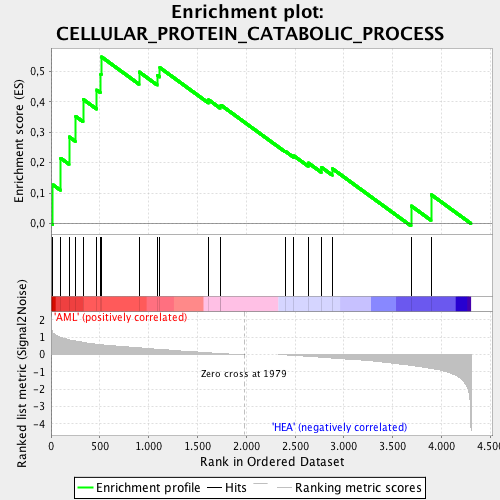 Enrichment plot:
CELLULAR_PROTEIN_CATABOLIC_PROCESS
Enrichment score (ES)
0,5
0,4
0,3
0,2
0,1
0,0
'AML' (positively correlated)
Ranked list metric (Signal2Noise)
2
1
0
-1
-2
-3
-4
Zero cross at 1979
'HEA' (negatively correlated)
0 500 1.000 1.500 2.000 2.500 3.000 3.500 4.000 4.500
Rank in Ordered Dataset
Enrichment profile Hits Ranking metric scores